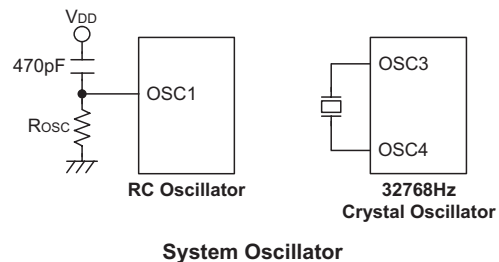 VDD
470pF
OSC1
ROSC
RC Oscillator
OSC3
OSC4
32768Hz
Crystal Oscillator
System Oscillator